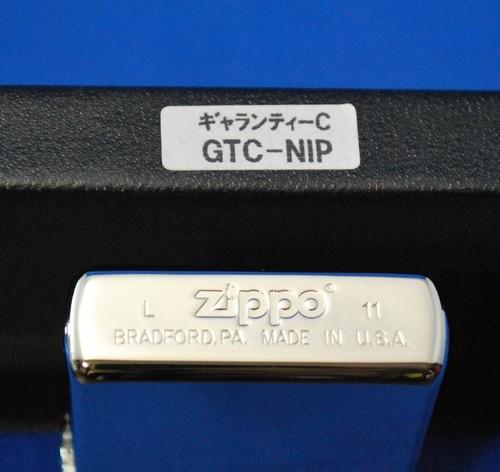 ギャランティーC
GTC-NIP
L zippo 11
BRADFORD,PA. MADE IN U.S.A.